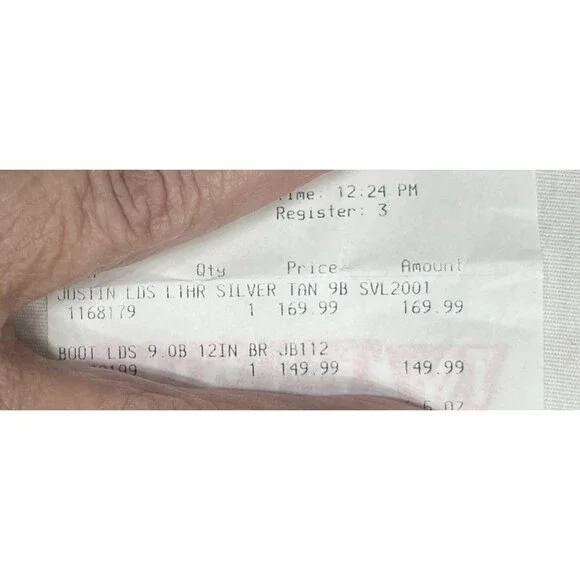 Time: 12:24 PM
Register: 3
Qty Price Amount
JUSTIN LDS LTHR SILVER TAN 9B SVL2001
1168179 1 169.99 169.99
BOOT LDS 9.0B 12IN BR JB112
1 149.99 149.99